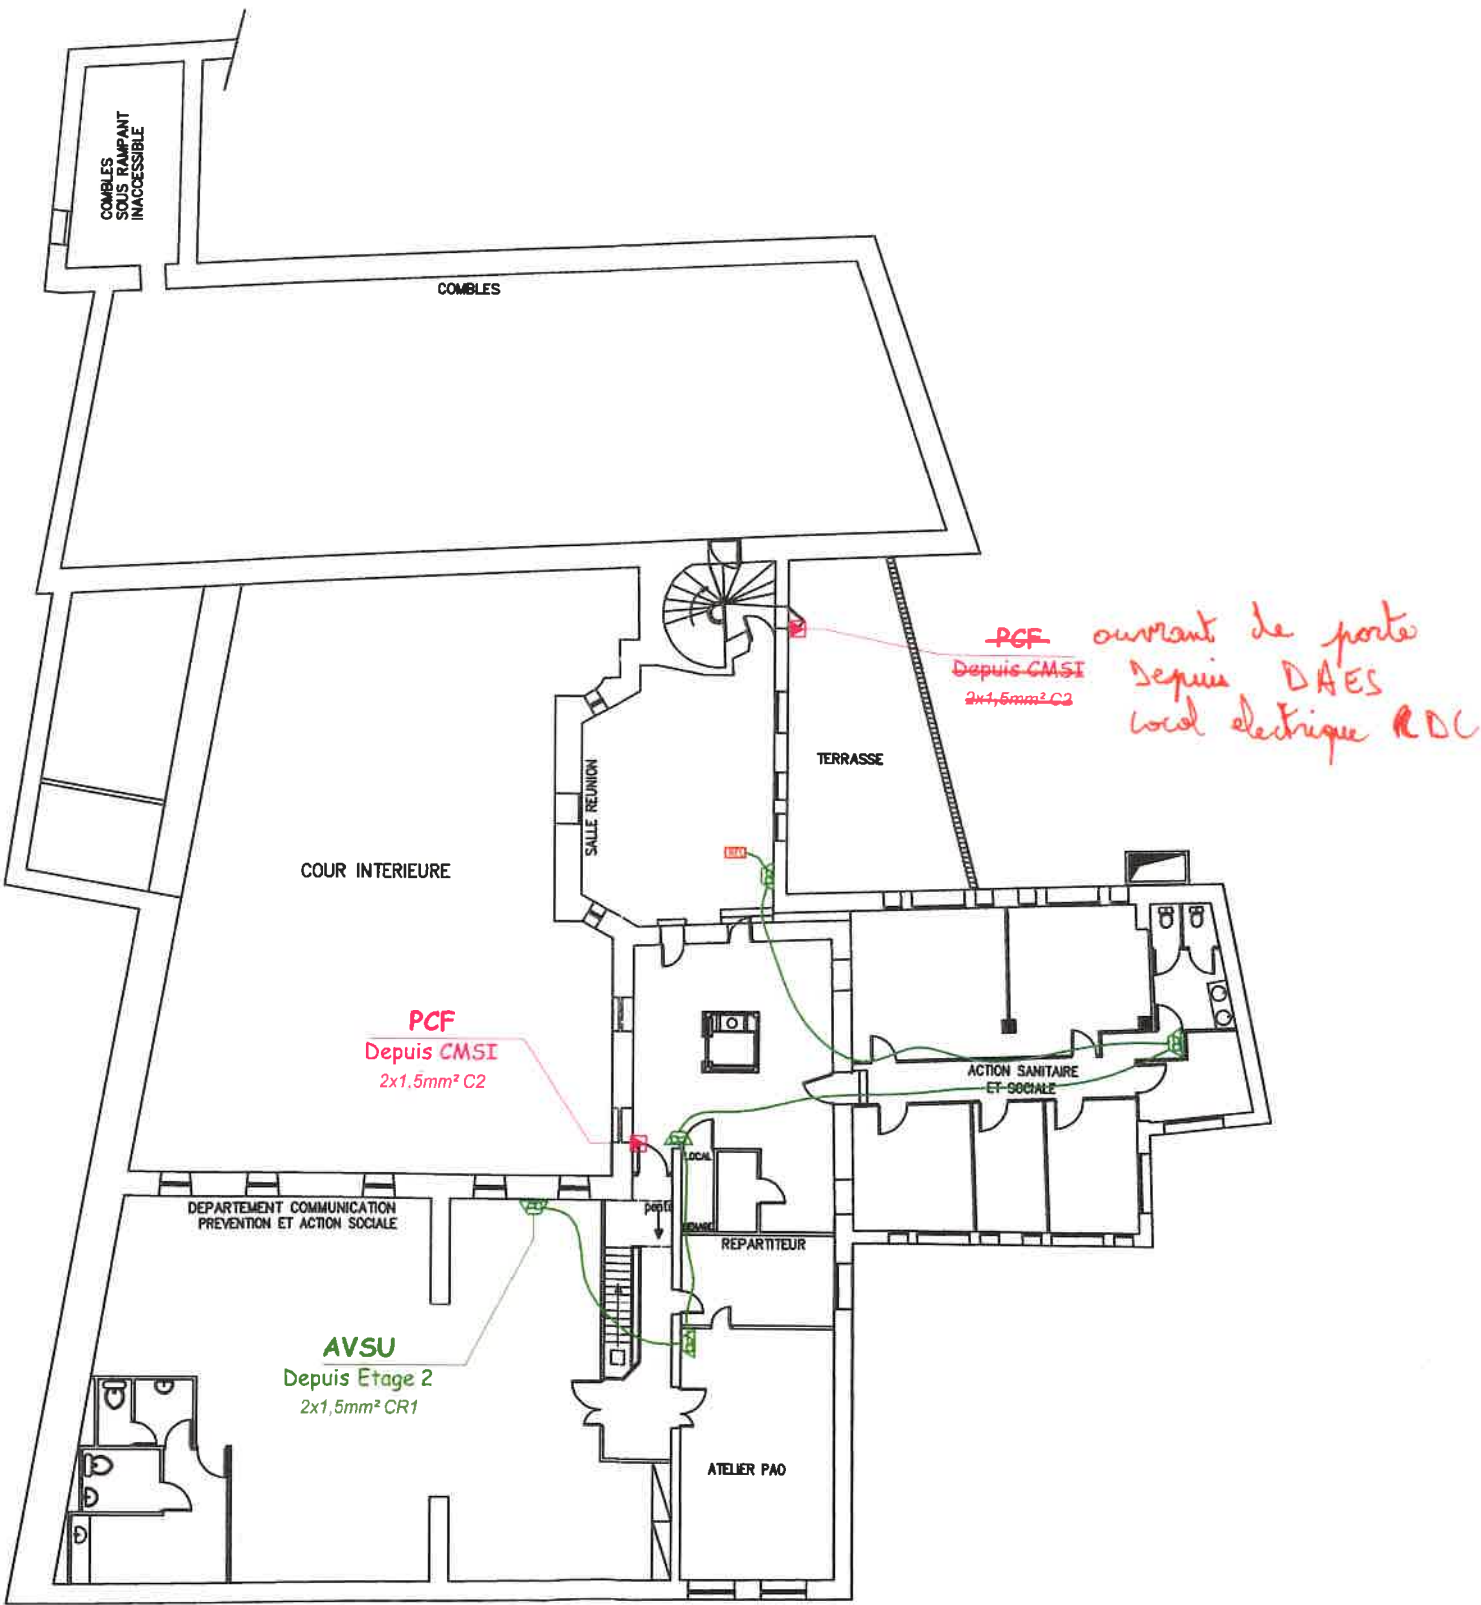 COMBLES
SOUS RAMPANT
INACCESSIBLE
COMBLES
PCF
Depuis CMSI
2x1,5mm² C2
ouvrant de porte
Depuis DAES
Local electrique RDC
TERRASSE
SALLE REUNION
COUR INTERIEURE
PCF
Depuis CMSI
2x1,5mm² C2
ACTION SANITAIRE
ET SOCIALE
LOCAL
DEPARTEMENT COMMUNICATION
PREVENTION ET ACTION SOCIALE
REPARTITEUR
AVSU
Depuis Etage 2
2x1,5mm² CR1
ATELIER PAO